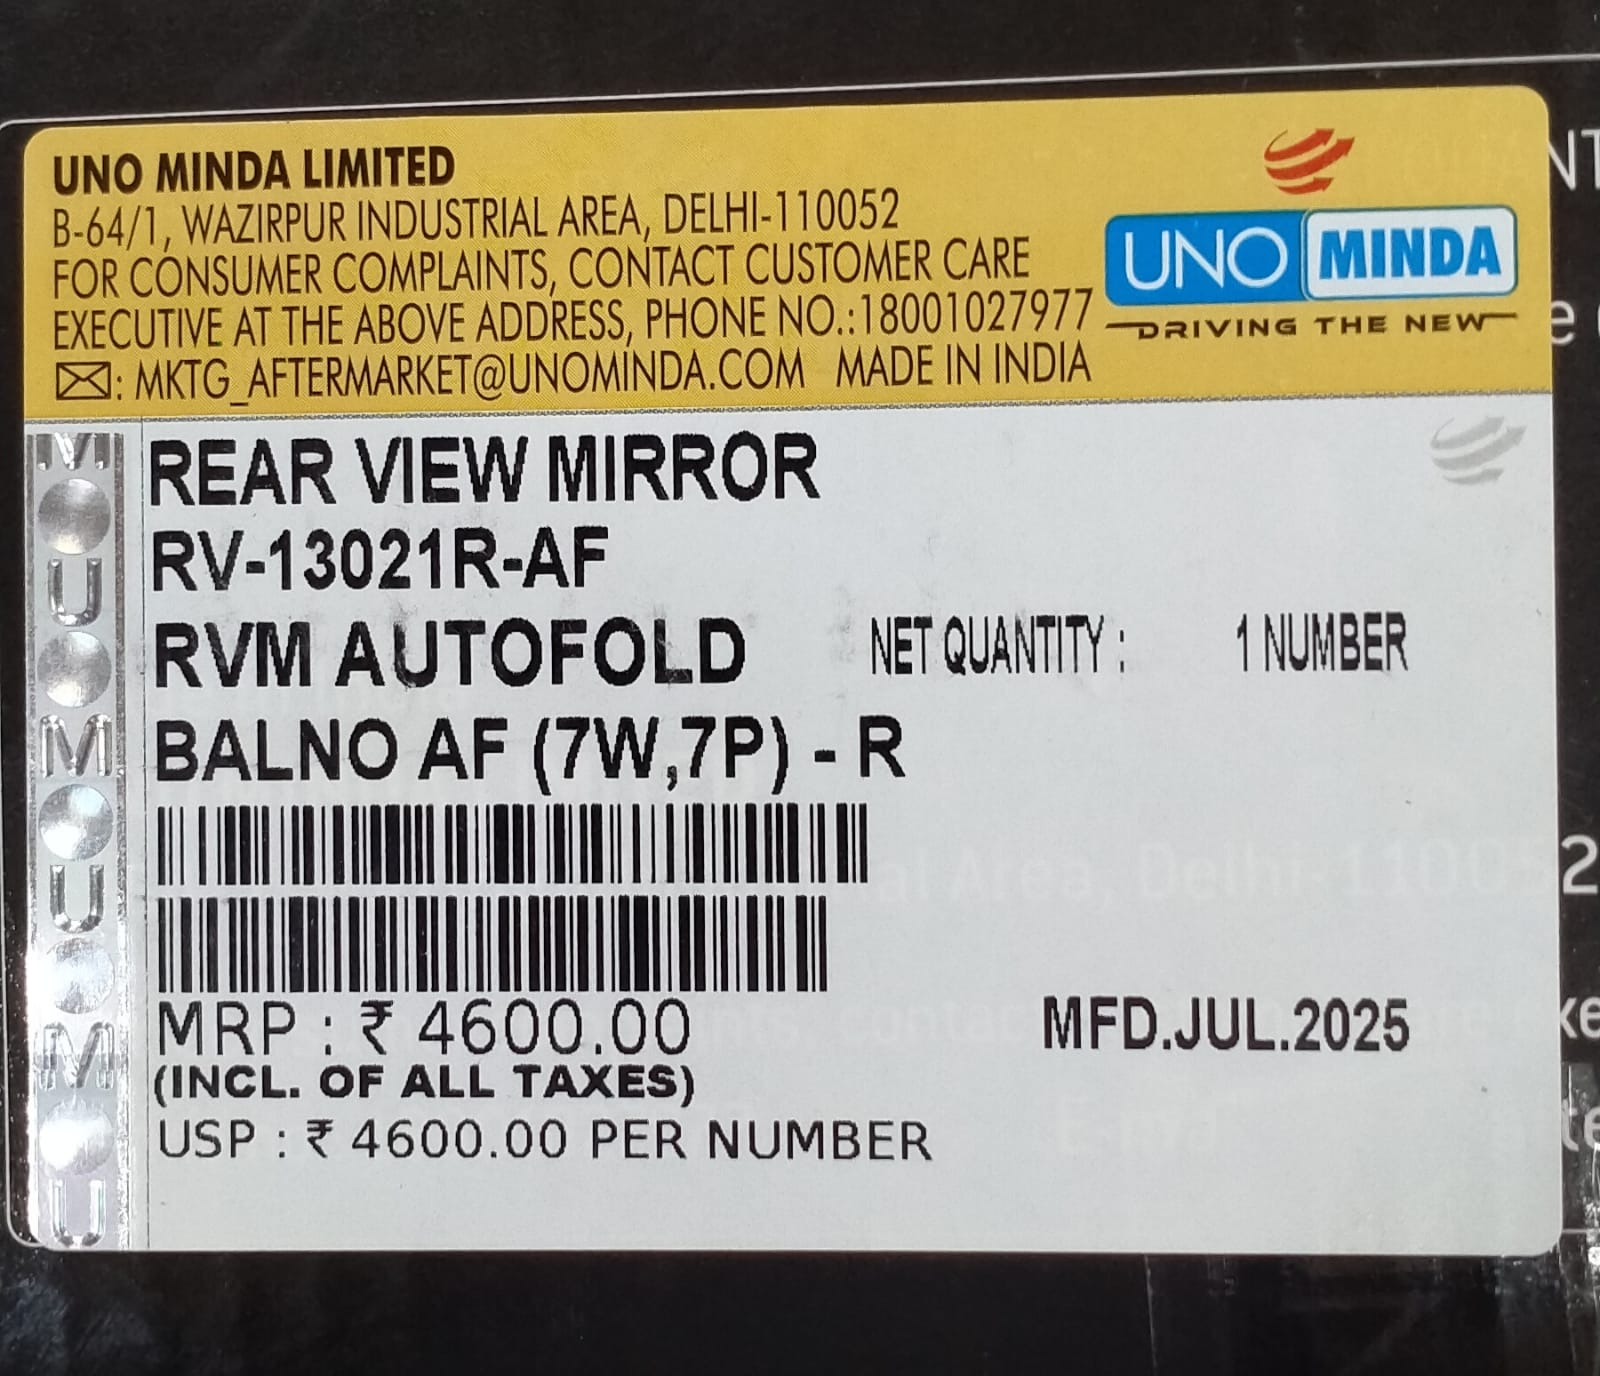 UNO MINDA LIMITED
B-64/1, WAZIRPUR INDUSTRIAL AREA, DELHI-110052
FOR CONSUMER COMPLAINTS, CONTACT CUSTOMER CARE
EXECUTIVE AT THE ABOVE ADDRESS, PHONE NO.:18001027977
: MKTG_AFTERMARKET@UNOMINDA.COM MADE IN INDIA
UNO MINDA
DRIVING THE NEW
REAR VIEW MIRROR
RV-13021R-AF
RVM AUTOFOLD NET QUANTITY : 1 NUMBER
BALNO AF (7W,7P) - R
MRP : ₹ 4600.00 MFD.JUL.2025
(INCL. OF ALL TAXES)
USP : ₹ 4600.00 PER NUMBER
M
U
M
U
M
U